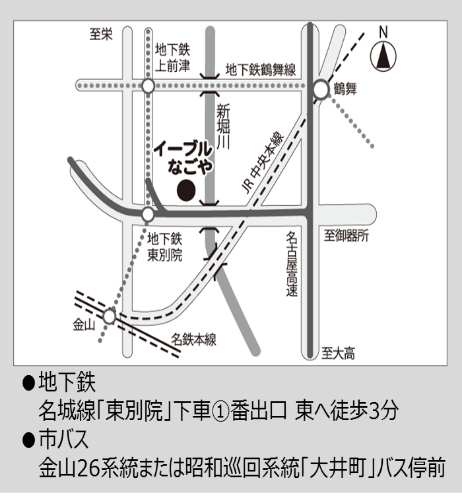 至栄
N
地下鉄
上前津
地下鉄鶴舞線
鶴舞
新堀川
イーブル
なごや
JR中央本線
地下鉄
東別院
名古屋高速
至御器所
金山
名鉄本線
至大高
●地下鉄
名城線「東別院」下車①番出口 東へ徒歩3分
●市バス
金山26系統または昭和巡回系統「大井町」バス停前